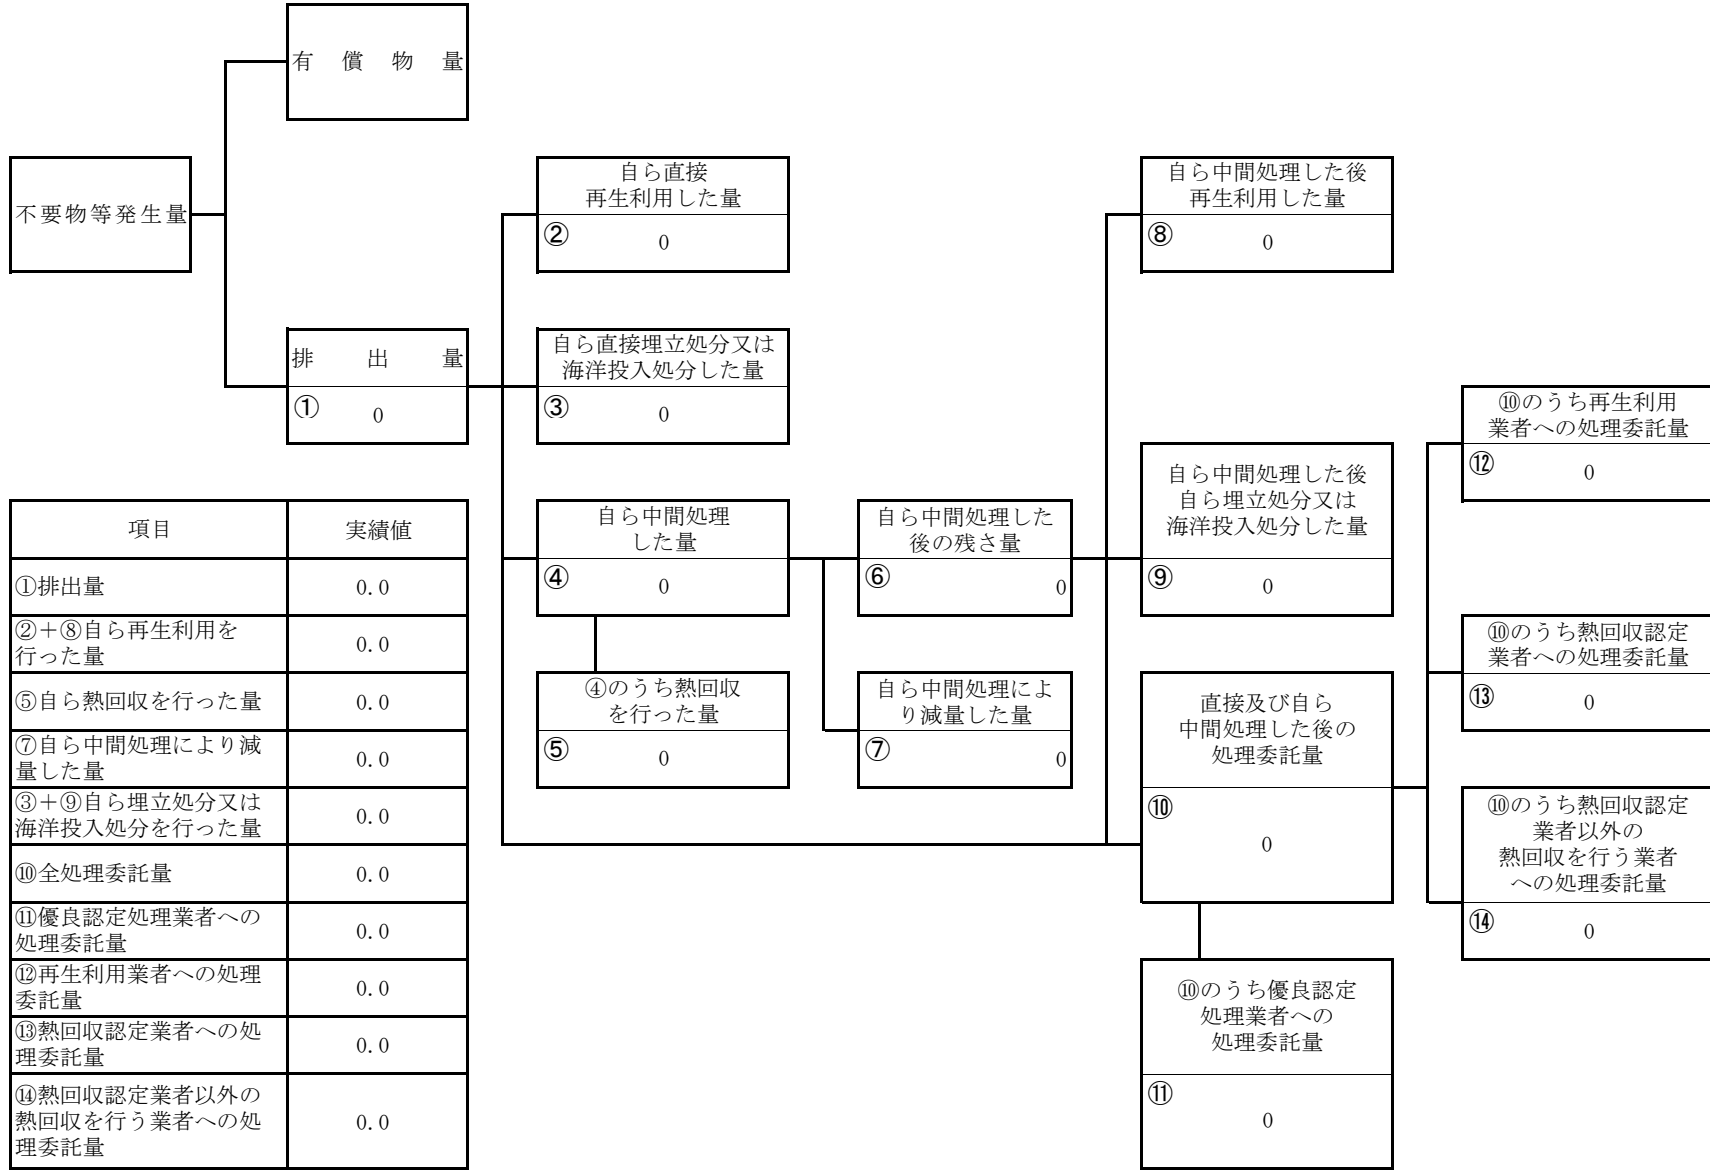 有償物量
不要物等発生量
排出量
① 0
自ら直接
再生利用した量
② 0
自ら直接埋立処分又は
海洋投入処分した量
③ 0
自ら中間処理
した量
④ 0
④のうち熱回収
を行った量
⑤ 0
自ら中間処理した
後の残さ量
⑥ 0
自ら中間処理によ
り減量した量
⑦ 0
自ら中間処理した後
再生利用した量
⑧ 0
自ら中間処理した後
自ら埋立処分又は
海洋投入処分した量
⑨ 0
直接及び自ら
中間処理した後の
処理委託量
⑩
0
⑩のうち優良認定
処理業者への
処理委託量
⑪
0
⑩のうち再生利用
業者への処理委託量
⑫ 0
⑩のうち熱回収認定
業者への処理委託量
⑬ 0
⑩のうち熱回収認定
業者以外の
熱回収を行う業者
への処理委託量
⑭ 0
項目 実績値
①排出量 0.0
②＋⑧自ら再生利用を
行った量 0.0
⑤自ら熱回収を行った量 0.0
⑦自ら中間処理により減
量した量 0.0
③＋⑨自ら埋立処分又は
海洋投入処分を行った量 0.0
⑩全処理委託量 0.0
⑪優良認定処理業者への
処理委託量 0.0
⑫再生利用業者への処理
委託量 0.0
⑬熱回収認定業者への処
理委託量 0.0
⑭熱回収認定業者以外の
熱回収を行う業者への処
理委託量 0.0